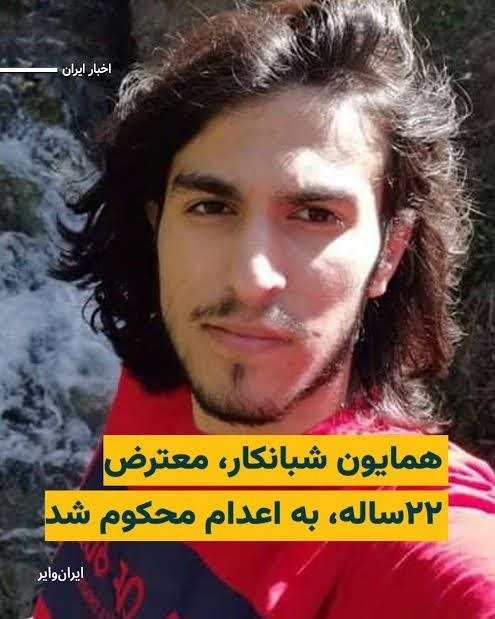 اخبار ایران
همایون شبانکار، معترض
۲۲ساله، به اعدام محکوم شد
ایران‌وایر